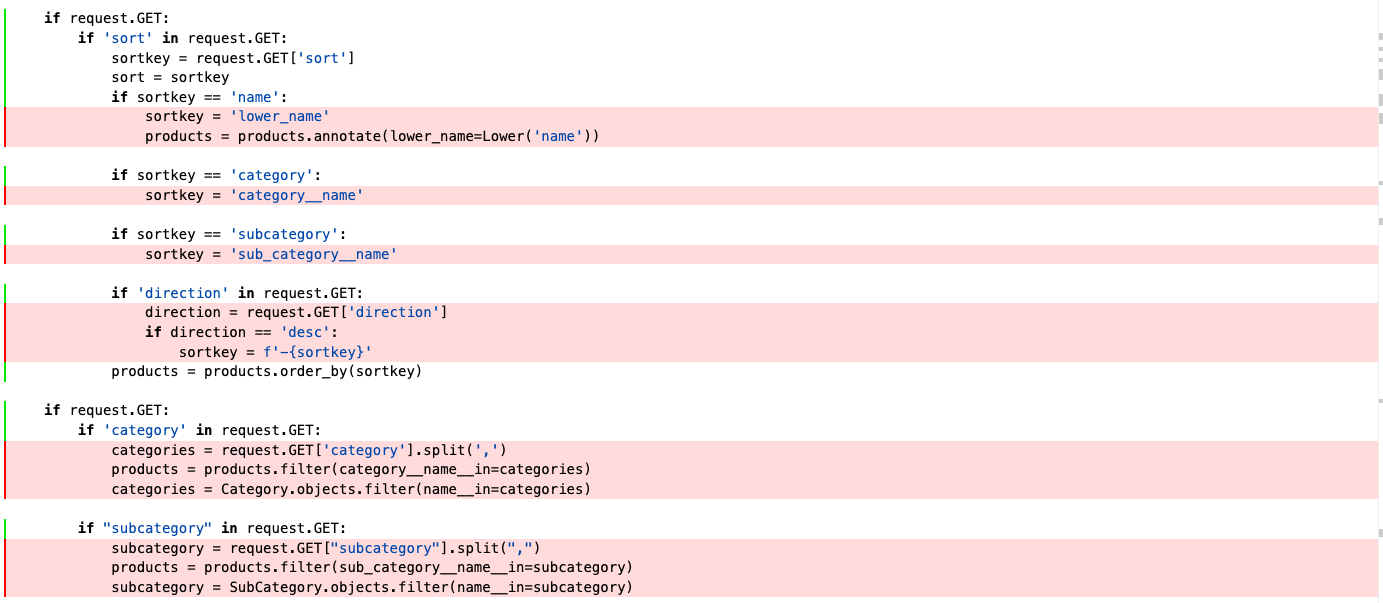 if request.GET:
    if 'sort' in request.GET:
        sortkey = request.GET['sort']
        sort = sortkey
        if sortkey == 'name':
            sortkey = 'lower_name'
            products = products.annotate(lower_name=Lower('name'))

        if sortkey == 'category':
            sortkey = 'category__name'

        if sortkey == 'subcategory':
            sortkey = 'sub_category__name'

        if 'direction' in request.GET:
            direction = request.GET['direction']
            if direction == 'desc':
                sortkey = f'-{sortkey}'
        products = products.order_by(sortkey)

if request.GET:
    if 'category' in request.GET:
        categories = request.GET['category'].split(',')
        products = products.filter(category__name__in=categories)
        categories = Category.objects.filter(name__in=categories)

    if "subcategory" in request.GET:
        subcategory = request.GET["subcategory"].split(",")
        products = products.filter(sub_category__name__in=subcategory)
        subcategory = SubCategory.objects.filter(name__in=subcategory)